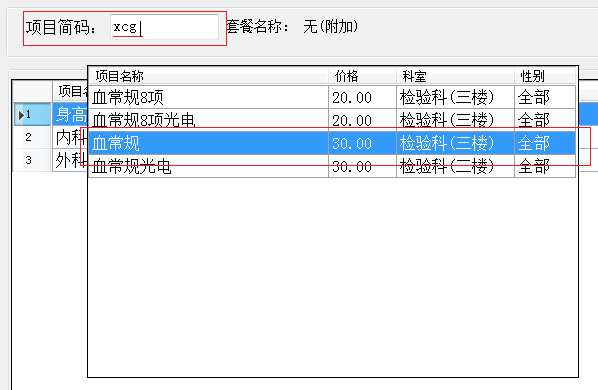 项目简码： xcg 套餐名称： 无(附加)
项目名称 价格 科室 性别
血常规8项 20.00 检验科(三楼) 全部
血常规8项光电 20.00 检验科(三楼) 全部
血常规 30.00 检验科(三楼) 全部
血常规光电 30.00 检验科(三楼) 全部
项目
1 身高
2 内科
3 外科